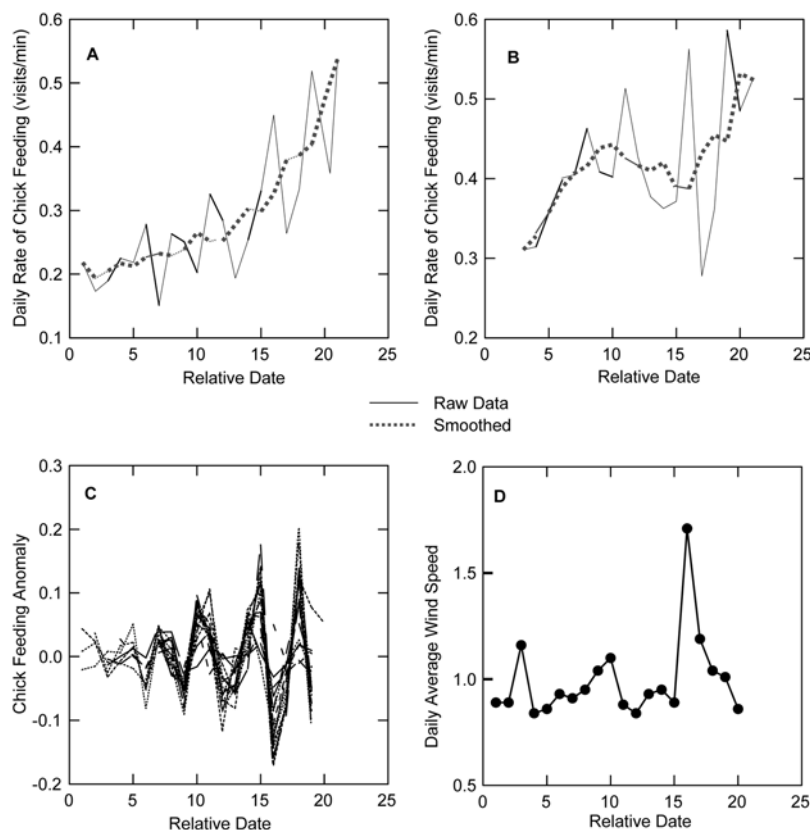 A
Daily Rate of Chick Feeding (visits/min)
0.6
0.5
0.4
0.3
0.2
0.1
0 5 10 15 20 25
Relative Date
B
Daily Rate of Chick Feeding (visits/min)
0.6
0.5
0.4
0.3
0.2
0 5 10 15 20 25
Relative Date
Raw Data
Smoothed
C
Chick Feeding Anomaly
0.3
0.2
0.1
0.0
-0.1
-0.2
0 5 10 15 20 25
Relative Date
D
Daily Average Wind Speed
2.0
1.5
1.0
0.5
0 5 10 15 20 25
Relative Date